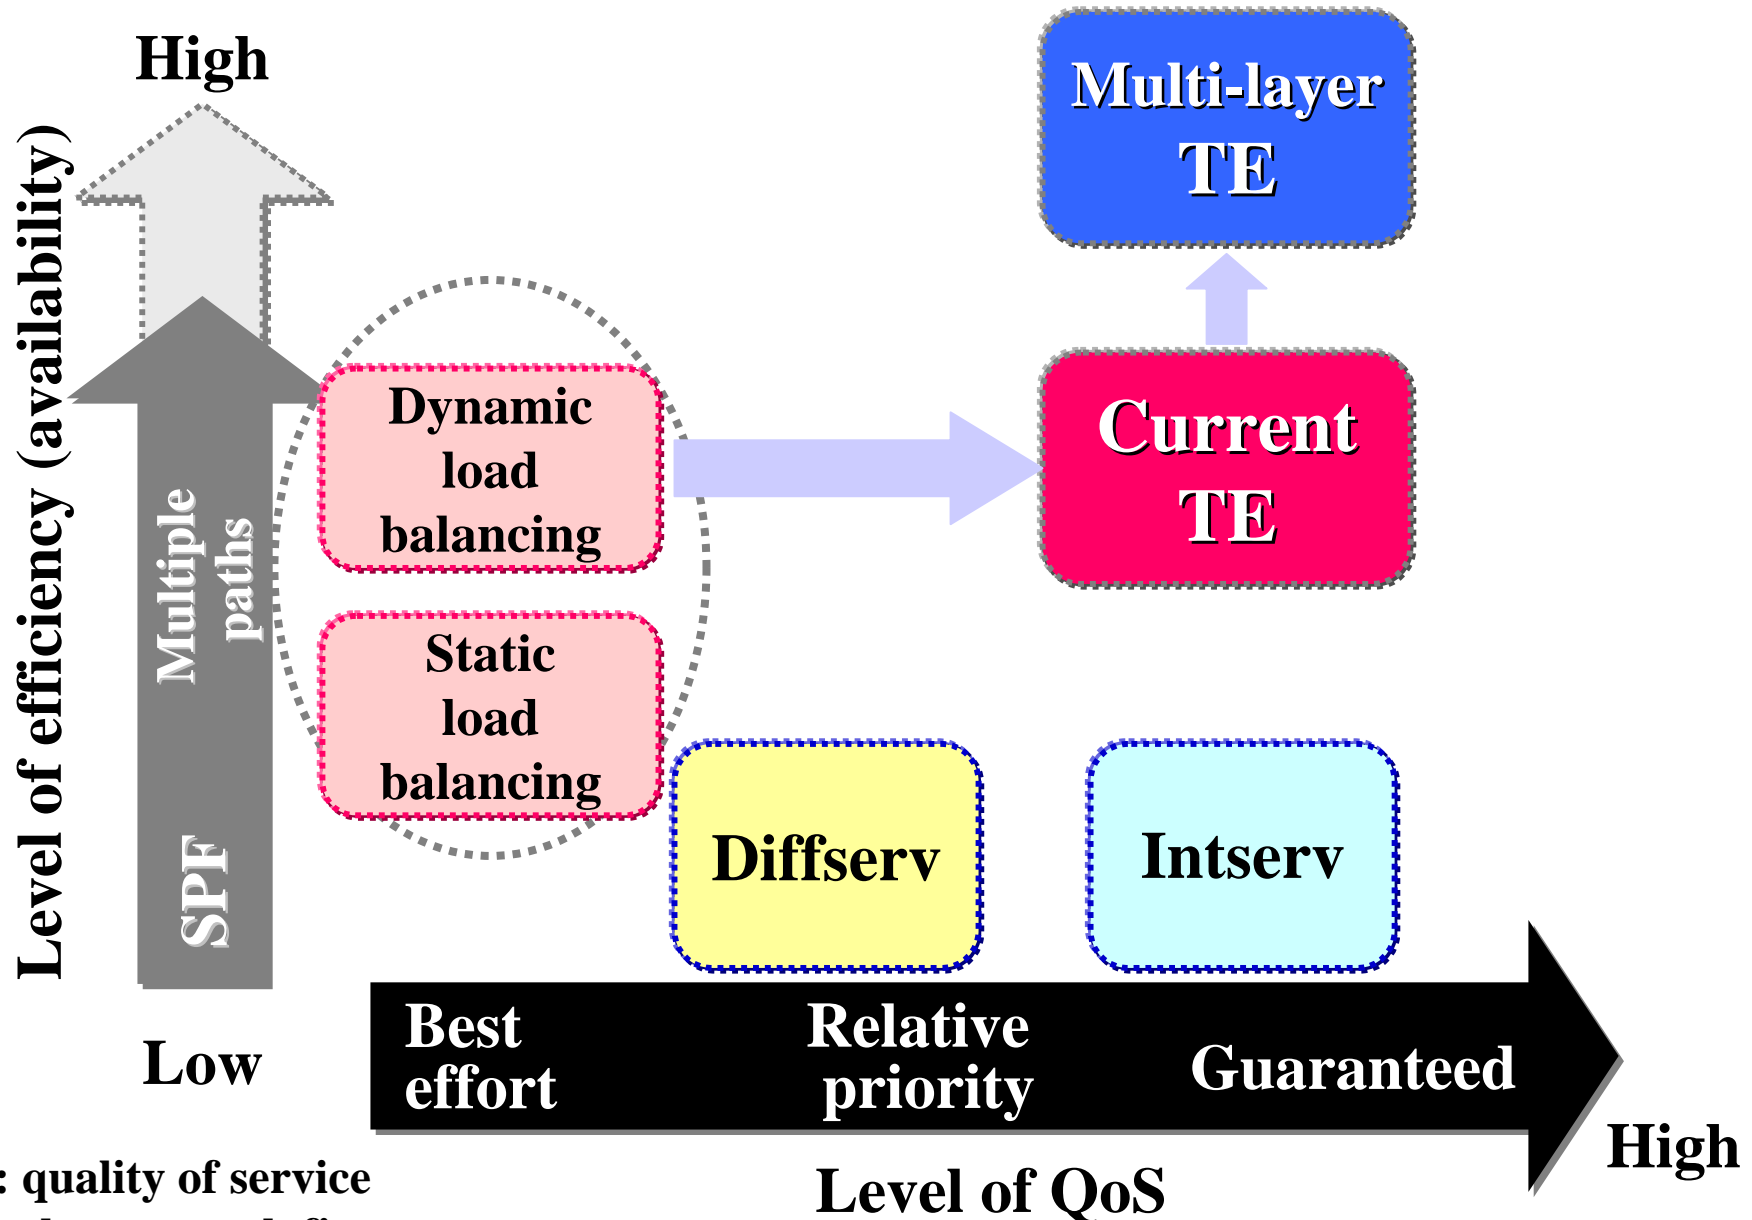 High
Multi-layer
TE
Level of efficiency (availability)
Dynamic
load
balancing
Current
TE
Multiple
paths
Static
load
balancing
SPF
Diffserv
Intserv
Low
Best
effort
Relative
priority
Guaranteed
High
: quality of service
Level of QoS